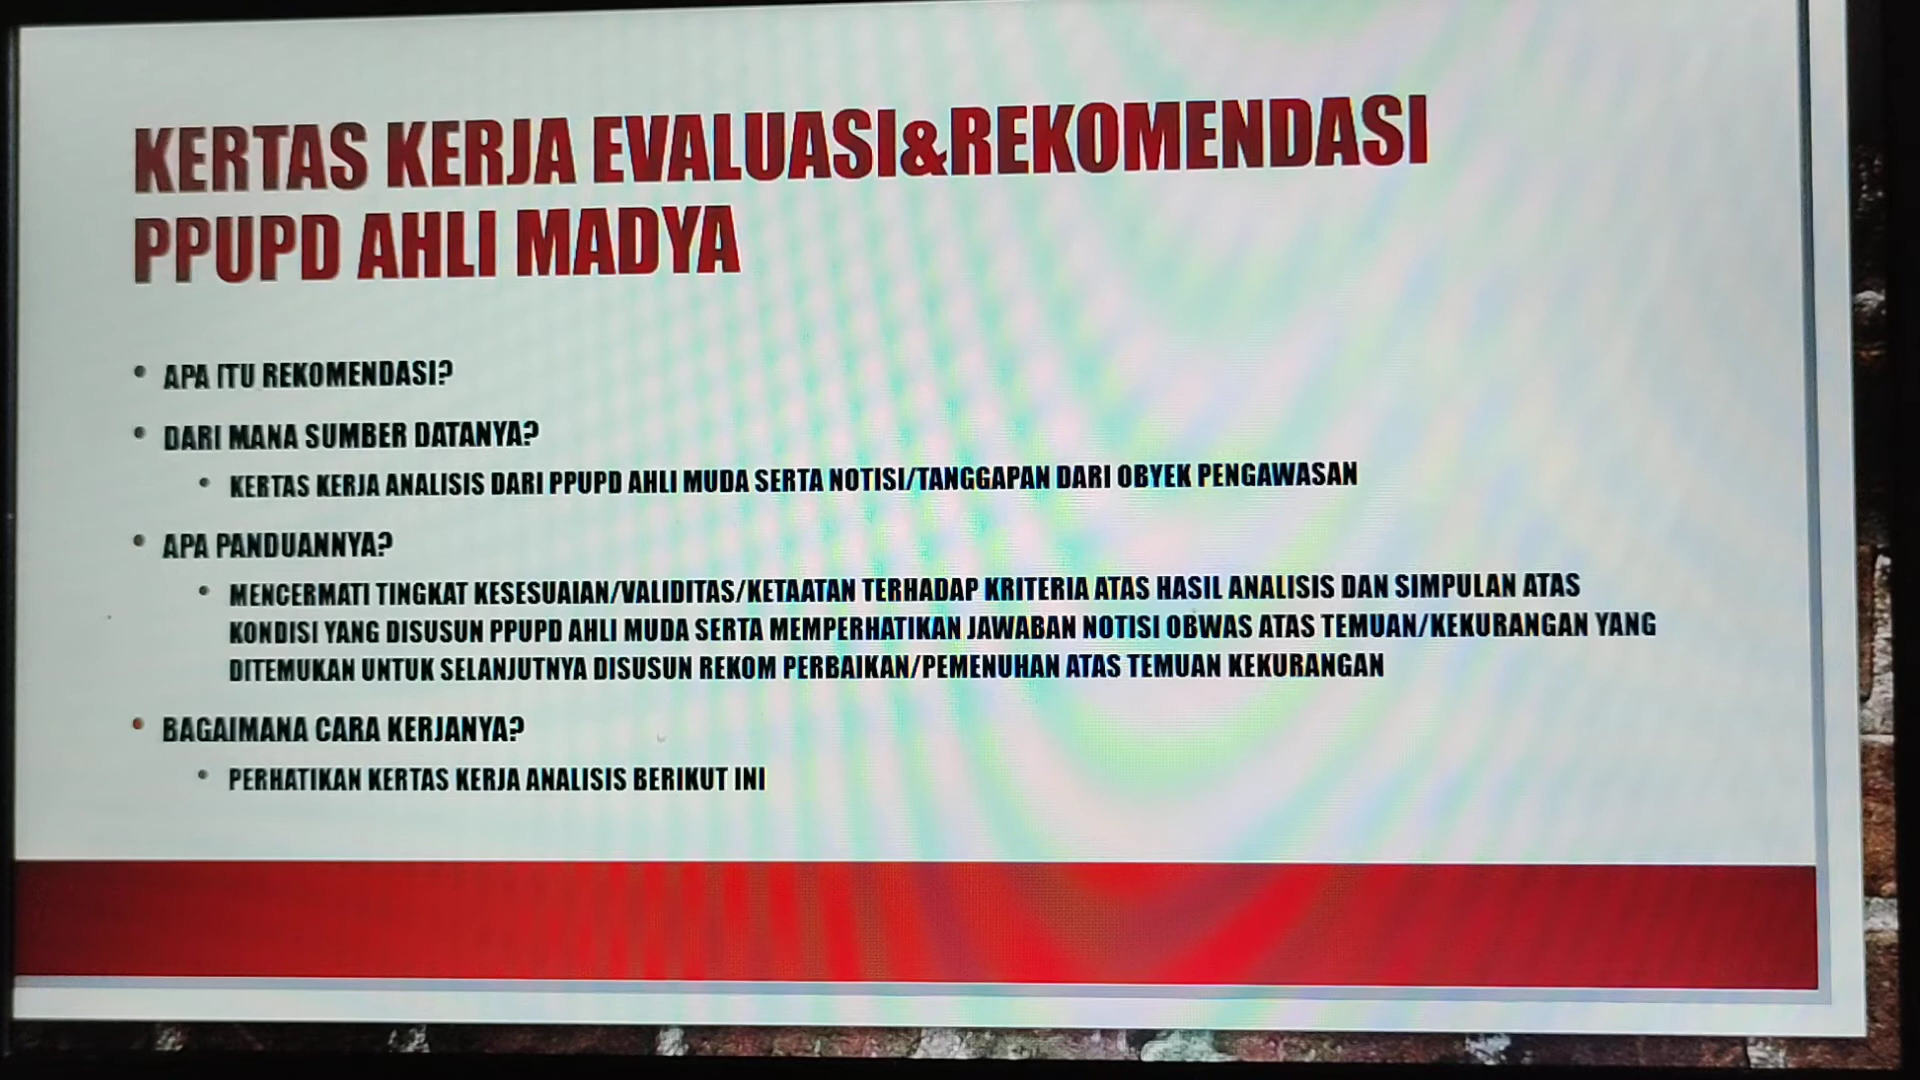 KERTAS KERJA EVALUASI&REKOMENDASI
PPUPD AHLI MADYA
• APA ITU REKOMENDASI?
• DARI MANA SUMBER DATANYA?
• KERTAS KERJA ANALISIS DARI PPUPD AHLI MUDA SERTA NOTISI/TANGGAPAN DARI OBYEK PENGAWASAN
• APA PANDUANNYA?
• MENCERMATI TINGKAT KESESUAIAN/VALIDITAS/KETAATAN TERHADAP KRITERIA ATAS HASIL ANALISIS DAN SIMPULAN ATAS
KONDISI YANG DISUSUN PPUPD AHLI MUDA SERTA MEMPERHATIKAN JAWABAN NOTISI OBWAS ATAS TEMUAN/KEKURANGAN YANG
DITEMUKAN UNTUK SELANJUTNYA DISUSUN REKOM PERBAIKAN/PEMENUHAN ATAS TEMUAN KEKURANGAN
• BAGAIMANA CARA KERJANYA?
• PERHATIKAN KERTAS KERJA ANALISIS BERIKUT INI